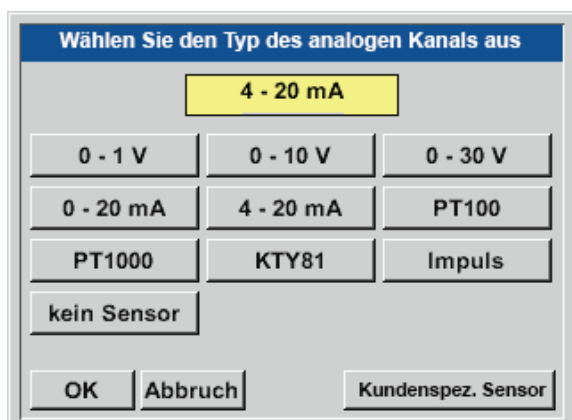 Wählen Sie den Typ des analogen Kanals aus
4 - 20 mA
0 - 1 V
0 - 10 V
0 - 30 V
0 - 20 mA
4 - 20 mA
PT100
PT1000
KTY81
Impuls
kein Sensor
OK
Abbruch
Kundenspez. Sensor